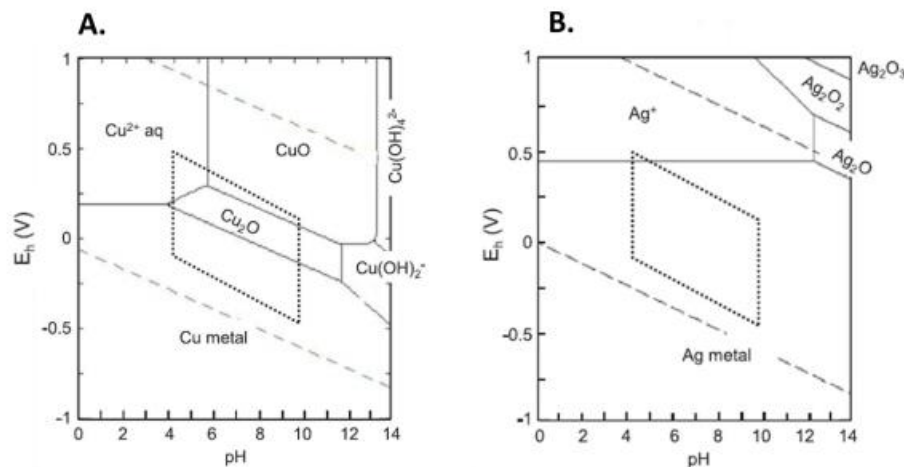 A.
1
0.5
0
-0.5
-1
E_h (V)
Cu²⁺ aq
CuO
Cu(OH)₄²⁻
Cu₂O
Cu(OH)₂⁻
Cu metal
0 2 4 6 8 10 12 14
pH
B.
1
0.5
0
-0.5
-1
E_h (V)
Ag₂O₃
Ag₂O₂
Ag⁺
Ag₂O
Ag metal
0 2 4 6 8 10 12 14
pH